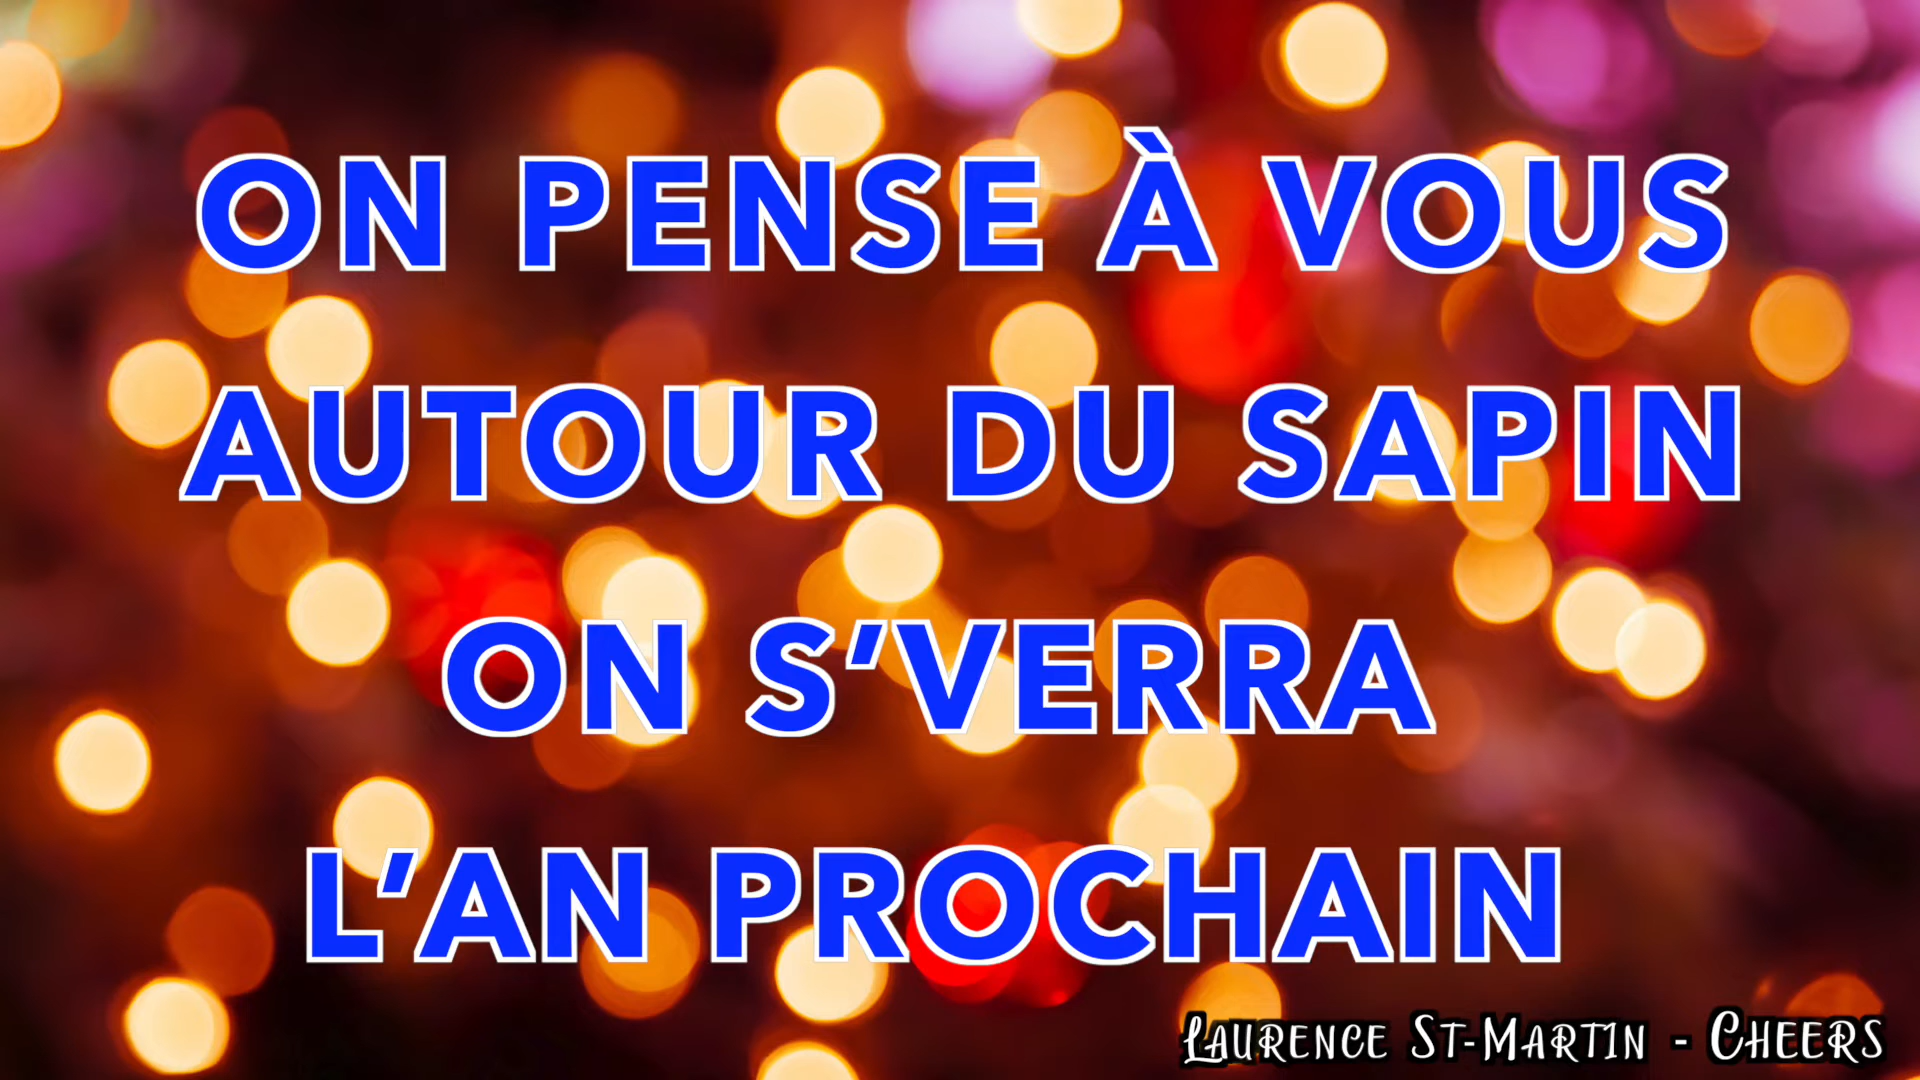 ON PENSE À VOUS
AUTOUR DU SAPIN
ON S’VERRA
L’AN PROCHAIN
LAURENCE ST-MARTIN - CHEERS